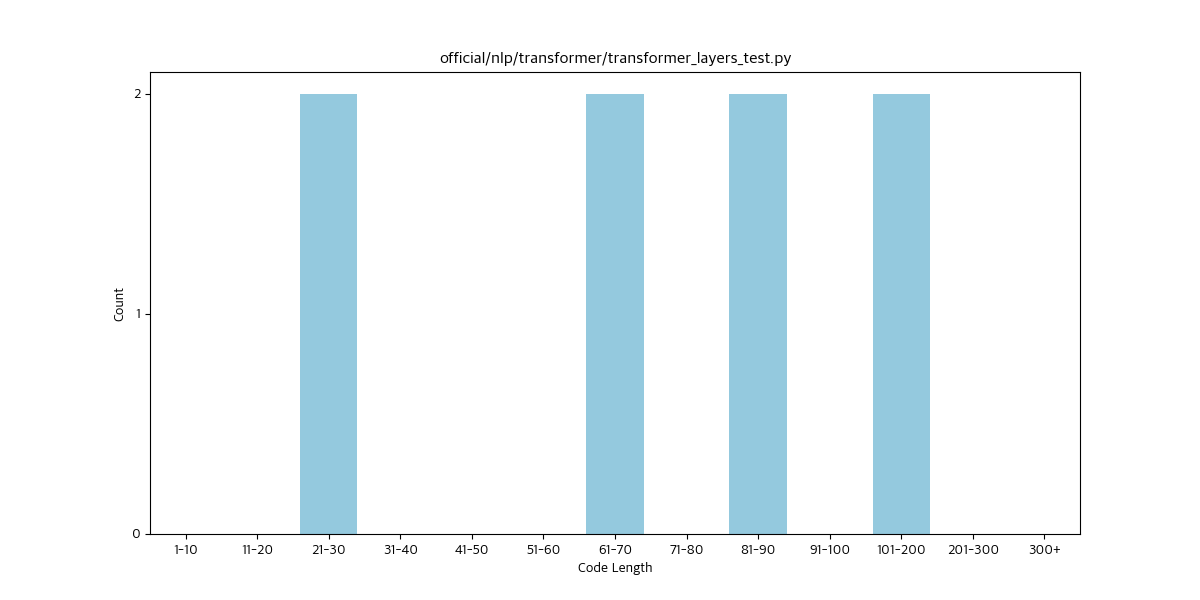 official/nlp/transformer/transformer_layers_test.py
2
1
0
Count
1-10 11-20 21-30 31-40 41-50 51-60 61-70 71-80 81-90 91-100 101-200 201-300 300+
Code Length